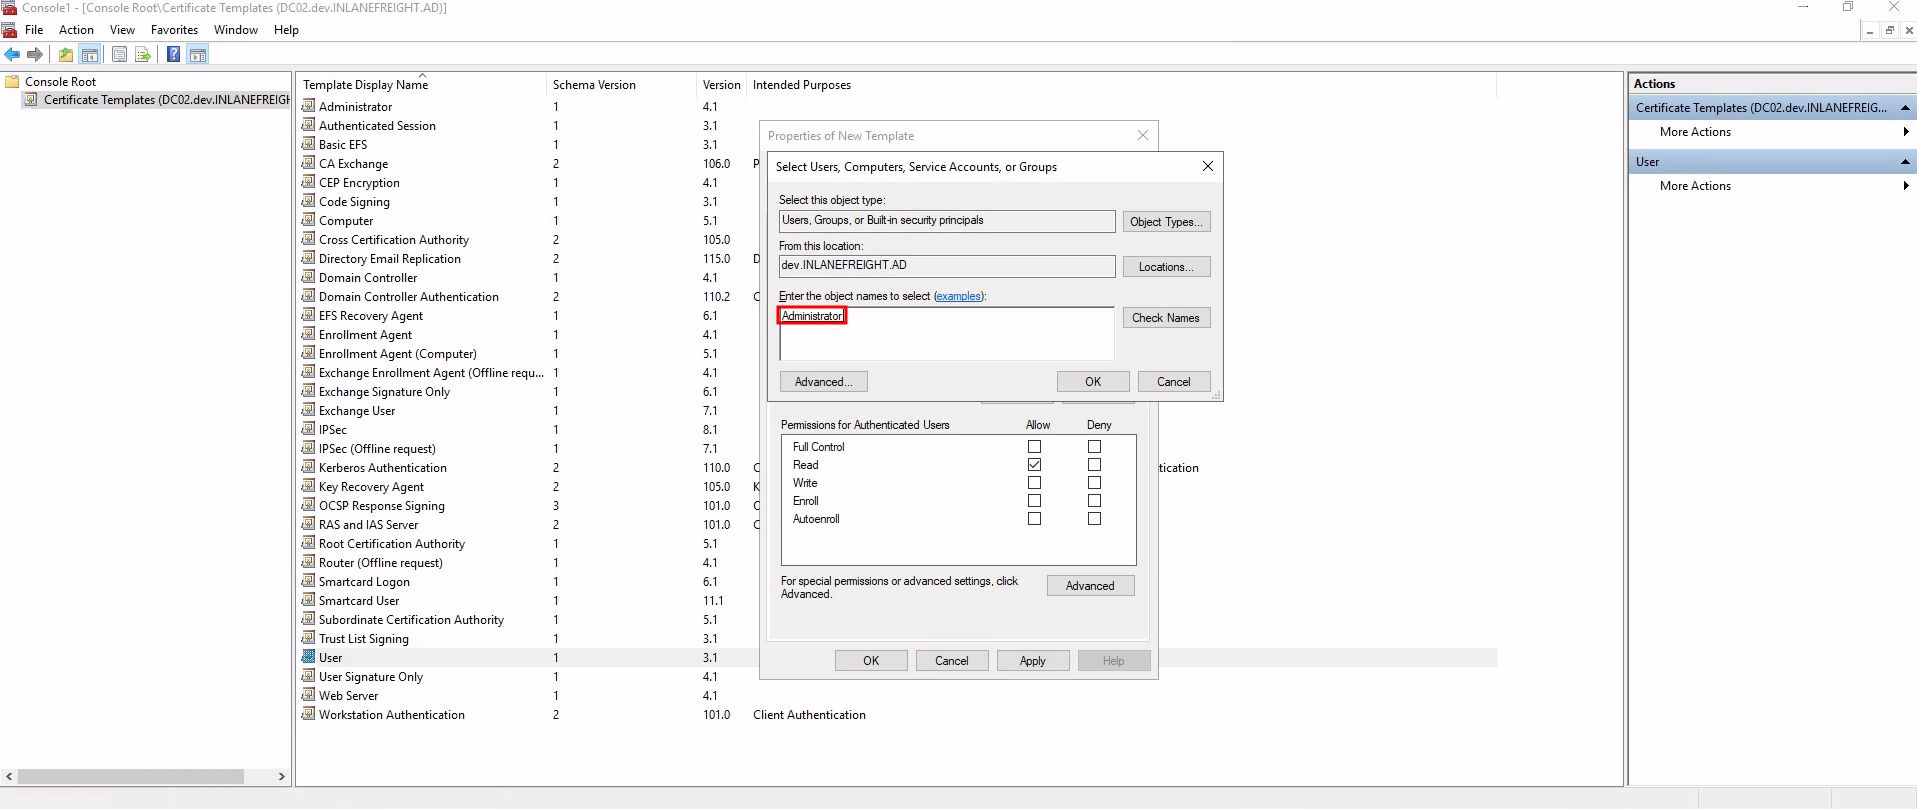 Console1 - [Console Root\Certificate Templates (DC02.dev.INLANEFREIGHT.AD)]
File Action View Favorites Window Help
Console Root
Certificate Templates (DC02.dev.INLANEFREIGH
Template Display Name Schema Version Version Intended Purposes
Administrator 1 4.1
Authenticated Session 1 3.1
Basic EFS 1 3.1
CA Exchange 2 106.0 P
CEP Encryption 1 4.1
Code Signing 1 3.1
Computer 1 5.1
Cross Certification Authority 2 105.0
Directory Email Replication 2 115.0 D
Domain Controller 1 4.1
Domain Controller Authentication 2 110.2 C
EFS Recovery Agent 1 6.1
Enrollment Agent 1 4.1
Enrollment Agent (Computer) 1 5.1
Exchange Enrollment Agent (Offline requ... 1 4.1
Exchange Signature Only 1 6.1
Exchange User 1 7.1
IPSec 1 8.1
IPSec (Offline request) 1 7.1
Kerberos Authentication 2 110.0 C tication
Key Recovery Agent 2 105.0 K
OCSP Response Signing 3 101.0 C
RAS and IAS Server 2 101.0 C
Root Certification Authority 1 5.1
Router (Offline request) 1 4.1
Smartcard Logon 1 6.1
Smartcard User 1 11.1
Subordinate Certification Authority 1 5.1
Trust List Signing 1 3.1
User 1 3.1
User Signature Only 1 4.1
Web Server 1 4.1
Workstation Authentication 2 101.0 Client Authentication
Properties of New Template
Select Users, Computers, Service Accounts, or Groups
Select this object type:
Users, Groups, or Built-in security principals Object Types...
From this location:
dev.INLANEFREIGHT.AD Locations...
Enter the object names to select (examples):
Administrator Check Names
Advanced... OK Cancel
Permissions for Authenticated Users Allow Deny
Full Control
Read
Write
Enroll
Autoenroll
For special permissions or advanced settings, click
Advanced. Advanced
OK Cancel Apply Help
Actions
Certificate Templates (DC02.dev.INLANEFREIG...
More Actions
User
More Actions